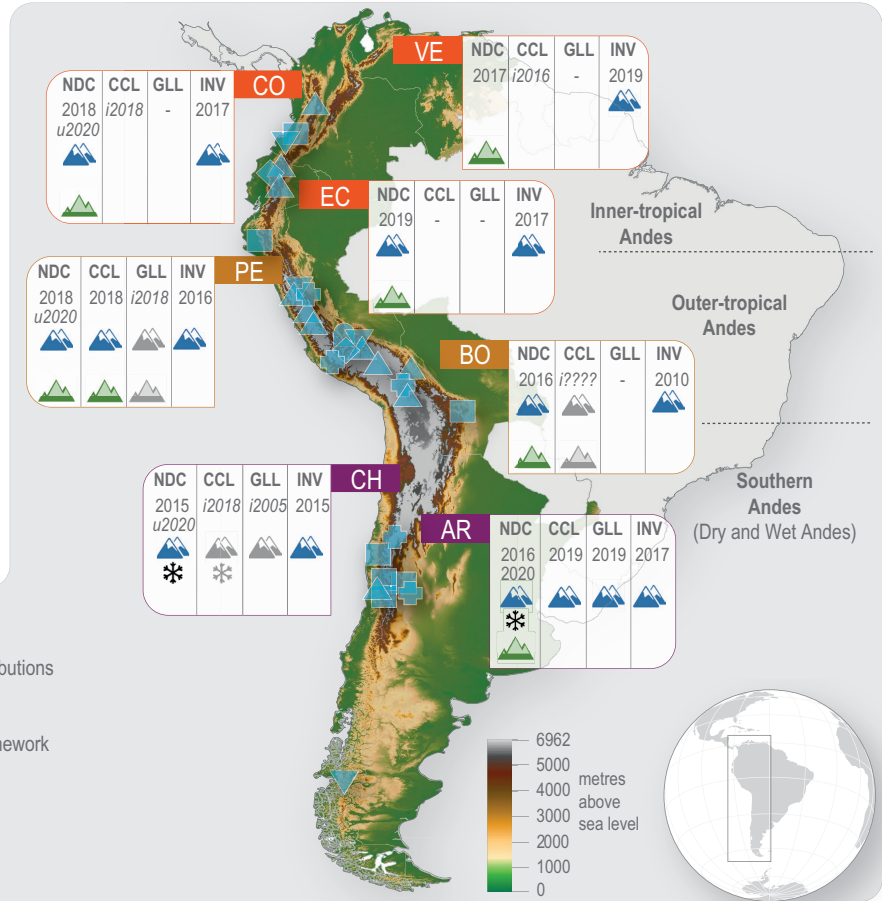 VE
NDC CCL GLL INV
2017 i2016 - 2019
CO
NDC CCL GLL INV
2018 i2018 - 2017
u2020
EC
NDC CCL GLL INV
2019 - - 2017
Inner-tropical
Andes
PE
NDC CCL GLL INV
2018 2018 i2018 2016
u2020
Outer-tropical
Andes
BO
NDC CCL GLL INV
2016 i???? - 2010
CH
NDC CCL GLL INV
2015 i2018 i2005 2015
u2020
Southern
Andes
(Dry and Wet Andes)
AR
NDC CCL GLL INV
2016 2019 2019 2017
2020
butions
nework
6962
5000
4000
3000
2000
1000
0
metres
above
sea level